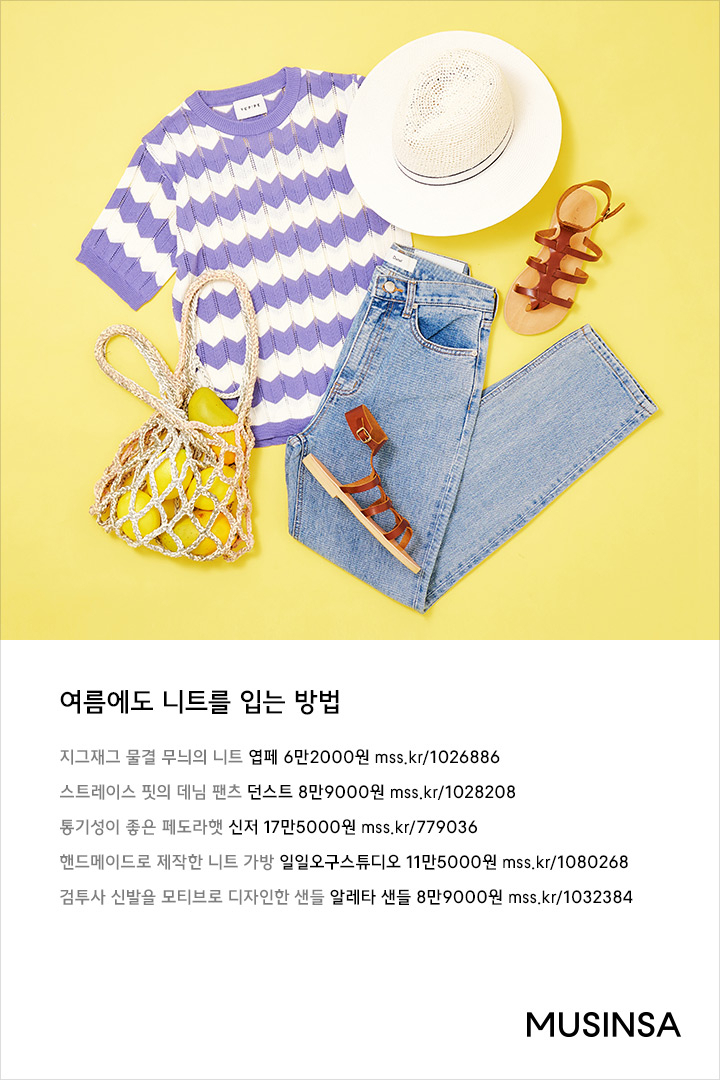 YEPIPE
Dunst
여름에도 니트를 입는 방법
지그재그 물결 무늬의 니트 엽페 6만2000원 mss.kr/1026886
스트레이스 핏의 데님 팬츠 던스트 8만9000원 mss.kr/1028208
통기성이 좋은 페도라햇 신저 17만5000원 mss.kr/779036
핸드메이드로 제작한 니트 가방 일일오구스튜디오 11만5000원 mss.kr/1080268
검투사 신발을 모티브로 디자인한 샌들 알레타 샌들 8만9000원 mss.kr/1032384
MUSINSA